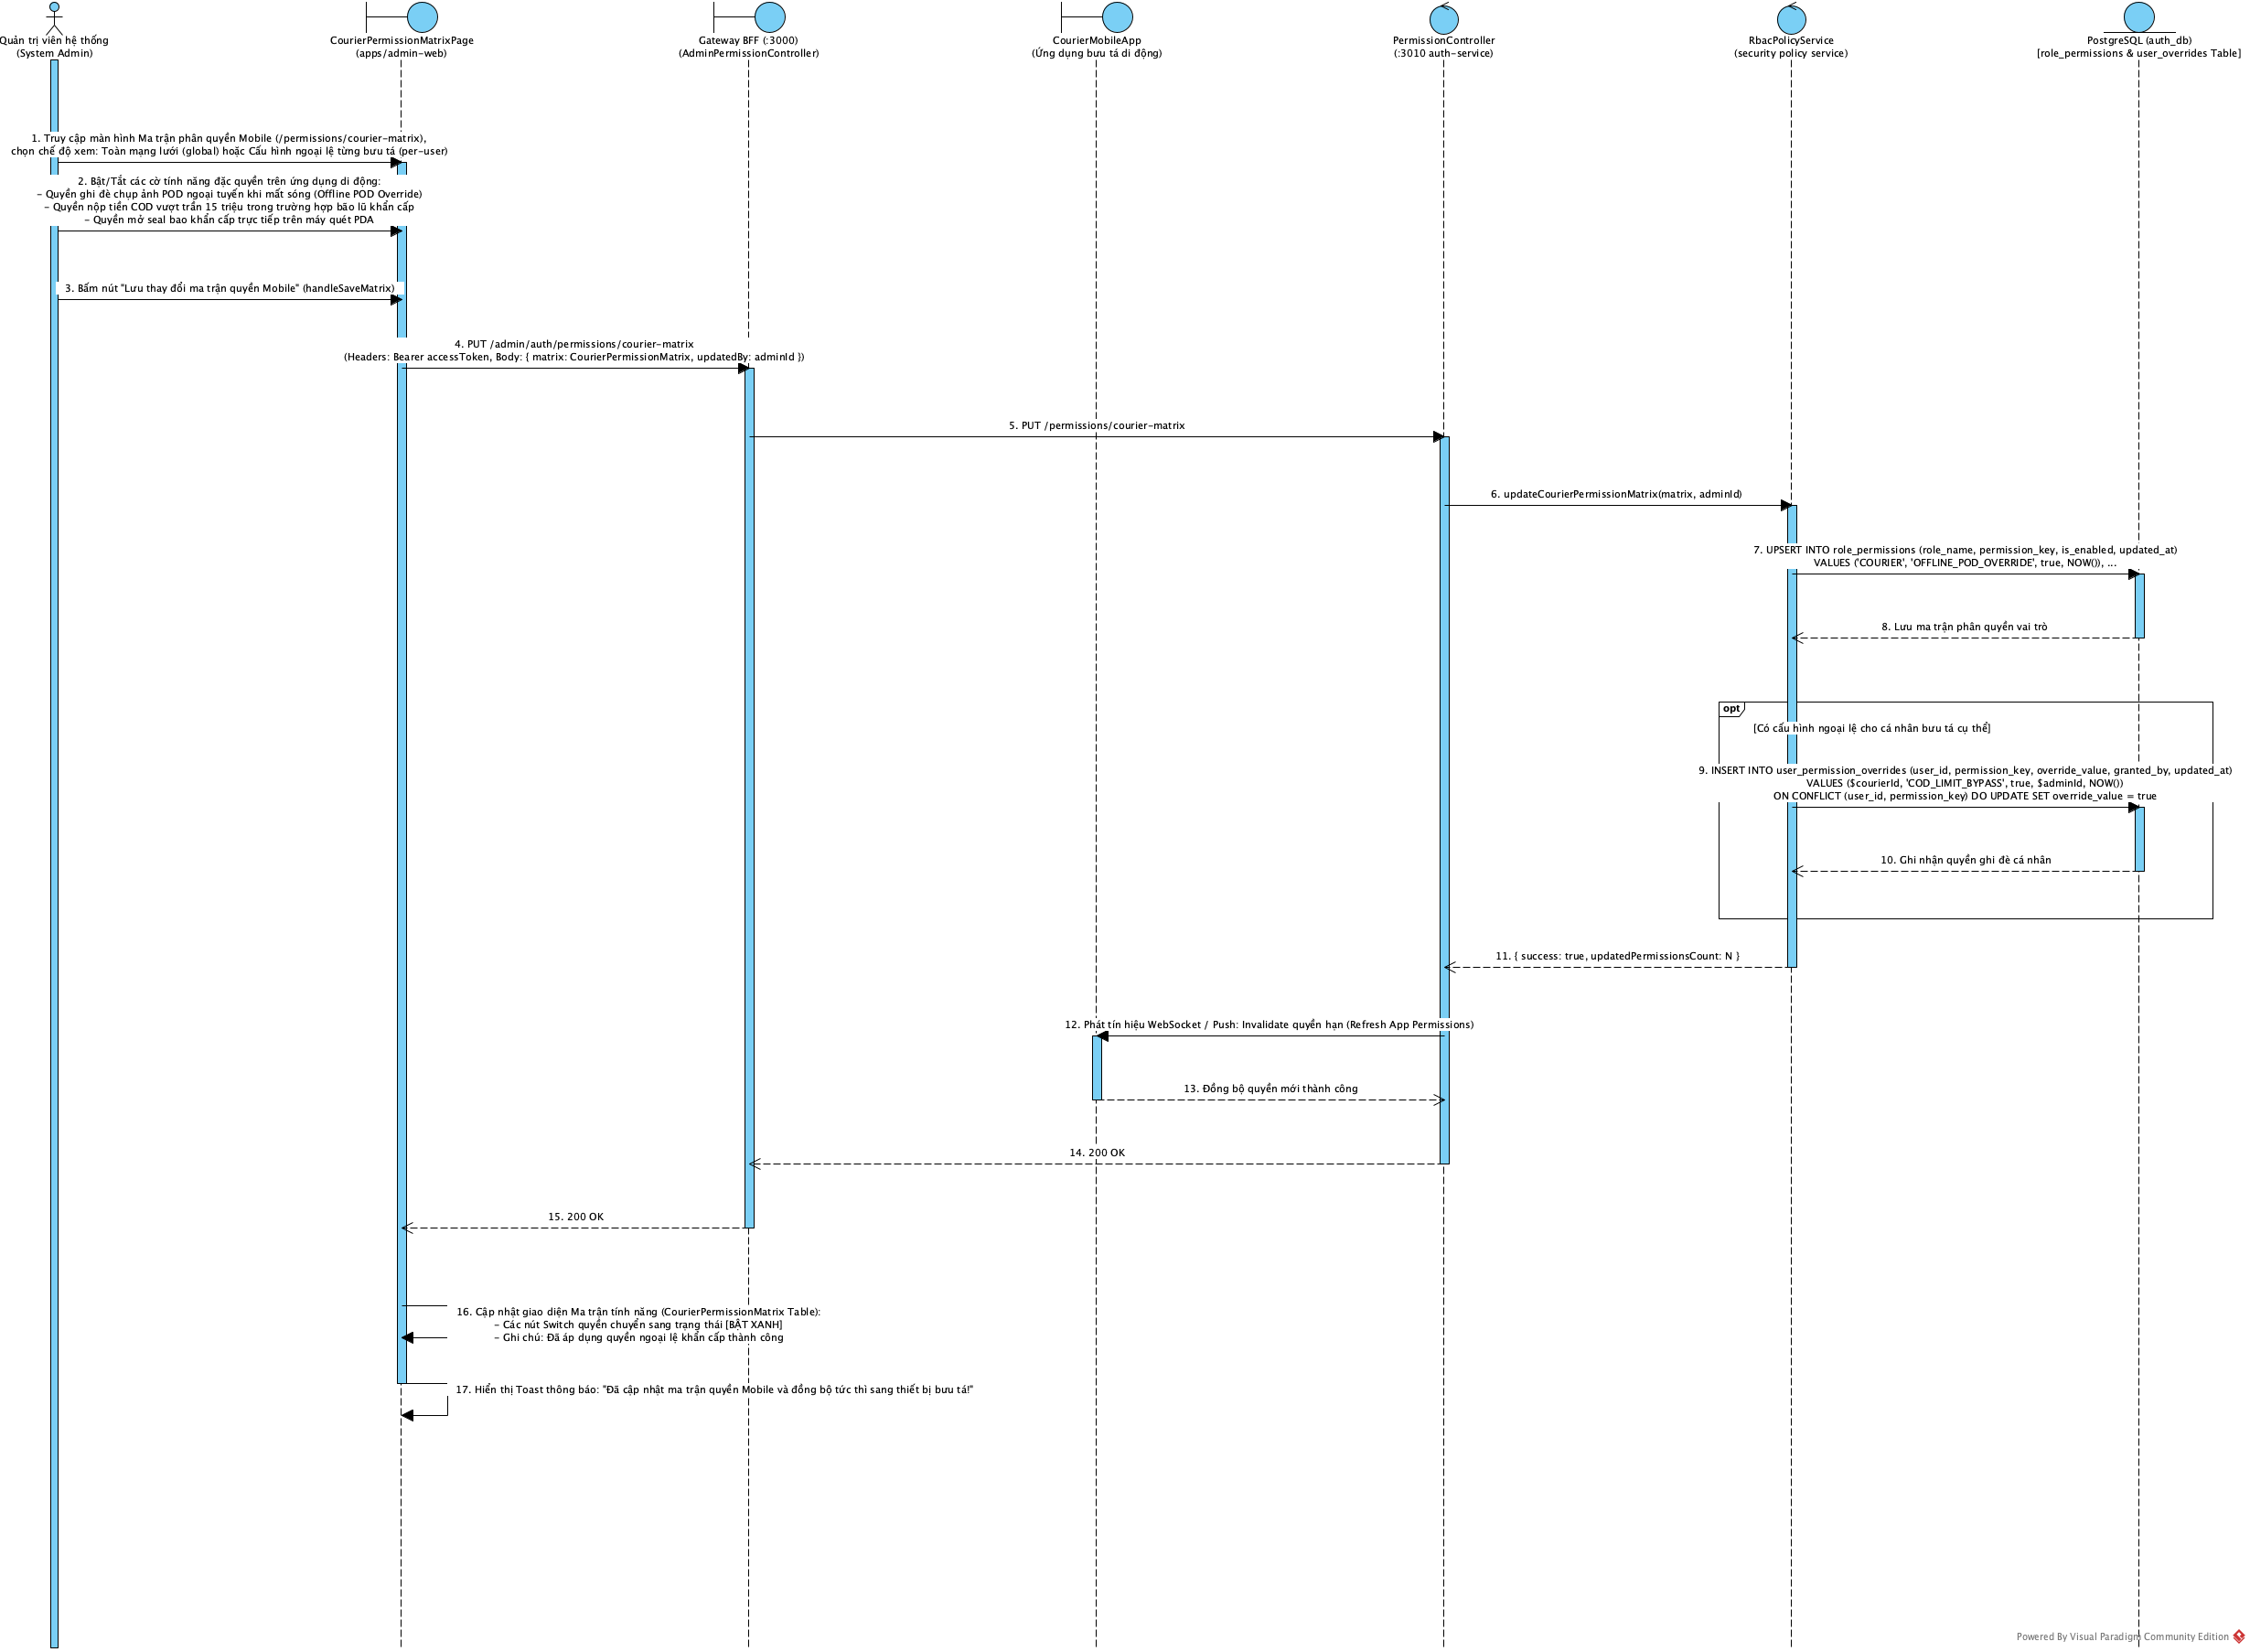 Quản trị viên hệ thống
(System Admin)
CourierPermissionMatrixPage
(apps/admin-web)
Gateway BFF (:3000)
(AdminPermissionController)
CourierMobileApp
(Ứng dụng bưu tá di động)
PermissionController
(:3010 auth-service)
RbacPolicyService
(security policy service)
PostgreSQL (auth_db)
[role_permissions & user_overrides Table]
1. Truy cập màn hình Ma trận phân quyền Mobile (/permissions/courier-matrix),
chọn chế độ xem: Toàn mạng lưới (global) hoặc Cấu hình ngoại lệ từng bưu tá (per-user)
2. Bật/Tắt các cờ tính năng đặc quyền trên ứng dụng di động:
- Quyền ghi đè chụp ảnh POD ngoại tuyến khi mất sóng (Offline POD Override)
- Quyền nộp tiền COD vượt trần 15 triệu trong trường hợp bão lũ khẩn cấp
- Quyền mở seal bao khẩn cấp trực tiếp trên máy quét PDA
3. Bấm nút "Lưu thay đổi ma trận quyền Mobile" (handleSaveMatrix)
4. PUT /admin/auth/permissions/courier-matrix
(Headers: Bearer accessToken, Body: { matrix: CourierPermissionMatrix, updatedBy: adminId })
5. PUT /permissions/courier-matrix
6. updateCourierPermissionMatrix(matrix, adminId)
7. UPSERT INTO role_permissions (role_name, permission_key, is_enabled, updated_at)
VALUES ('COURIER', 'OFFLINE_POD_OVERRIDE', true, NOW()), ...
8. Lưu ma trận phân quyền vai trò
opt
[Có cấu hình ngoại lệ cho cá nhân bưu tá cụ thể]
9. INSERT INTO user_permission_overrides (user_id, permission_key, override_value, granted_by, updated_at)
VALUES ($courierId, 'COD_LIMIT_BYPASS', true, $adminId, NOW())
ON CONFLICT (user_id, permission_key) DO UPDATE SET override_value = true
10. Ghi nhận quyền ghi đè cá nhân
11. { success: true, updatedPermissionsCount: N }
12. Phát tín hiệu WebSocket / Push: Invalidate quyền hạn (Refresh App Permissions)
13. Đồng bộ quyền mới thành công
14. 200 OK
15. 200 OK
16. Cập nhật giao diện Ma trận tính năng (CourierPermissionMatrix Table):
- Các nút Switch quyền chuyển sang trạng thái [BẬT XANH]
- Ghi chú: Đã áp dụng quyền ngoại lệ khẩn cấp thành công
17. Hiển thị Toast thông báo: "Đã cập nhật ma trận quyền Mobile và đồng bộ tức thì sang thiết bị bưu tá!"
Powered By Visual Paradigm Community Edition